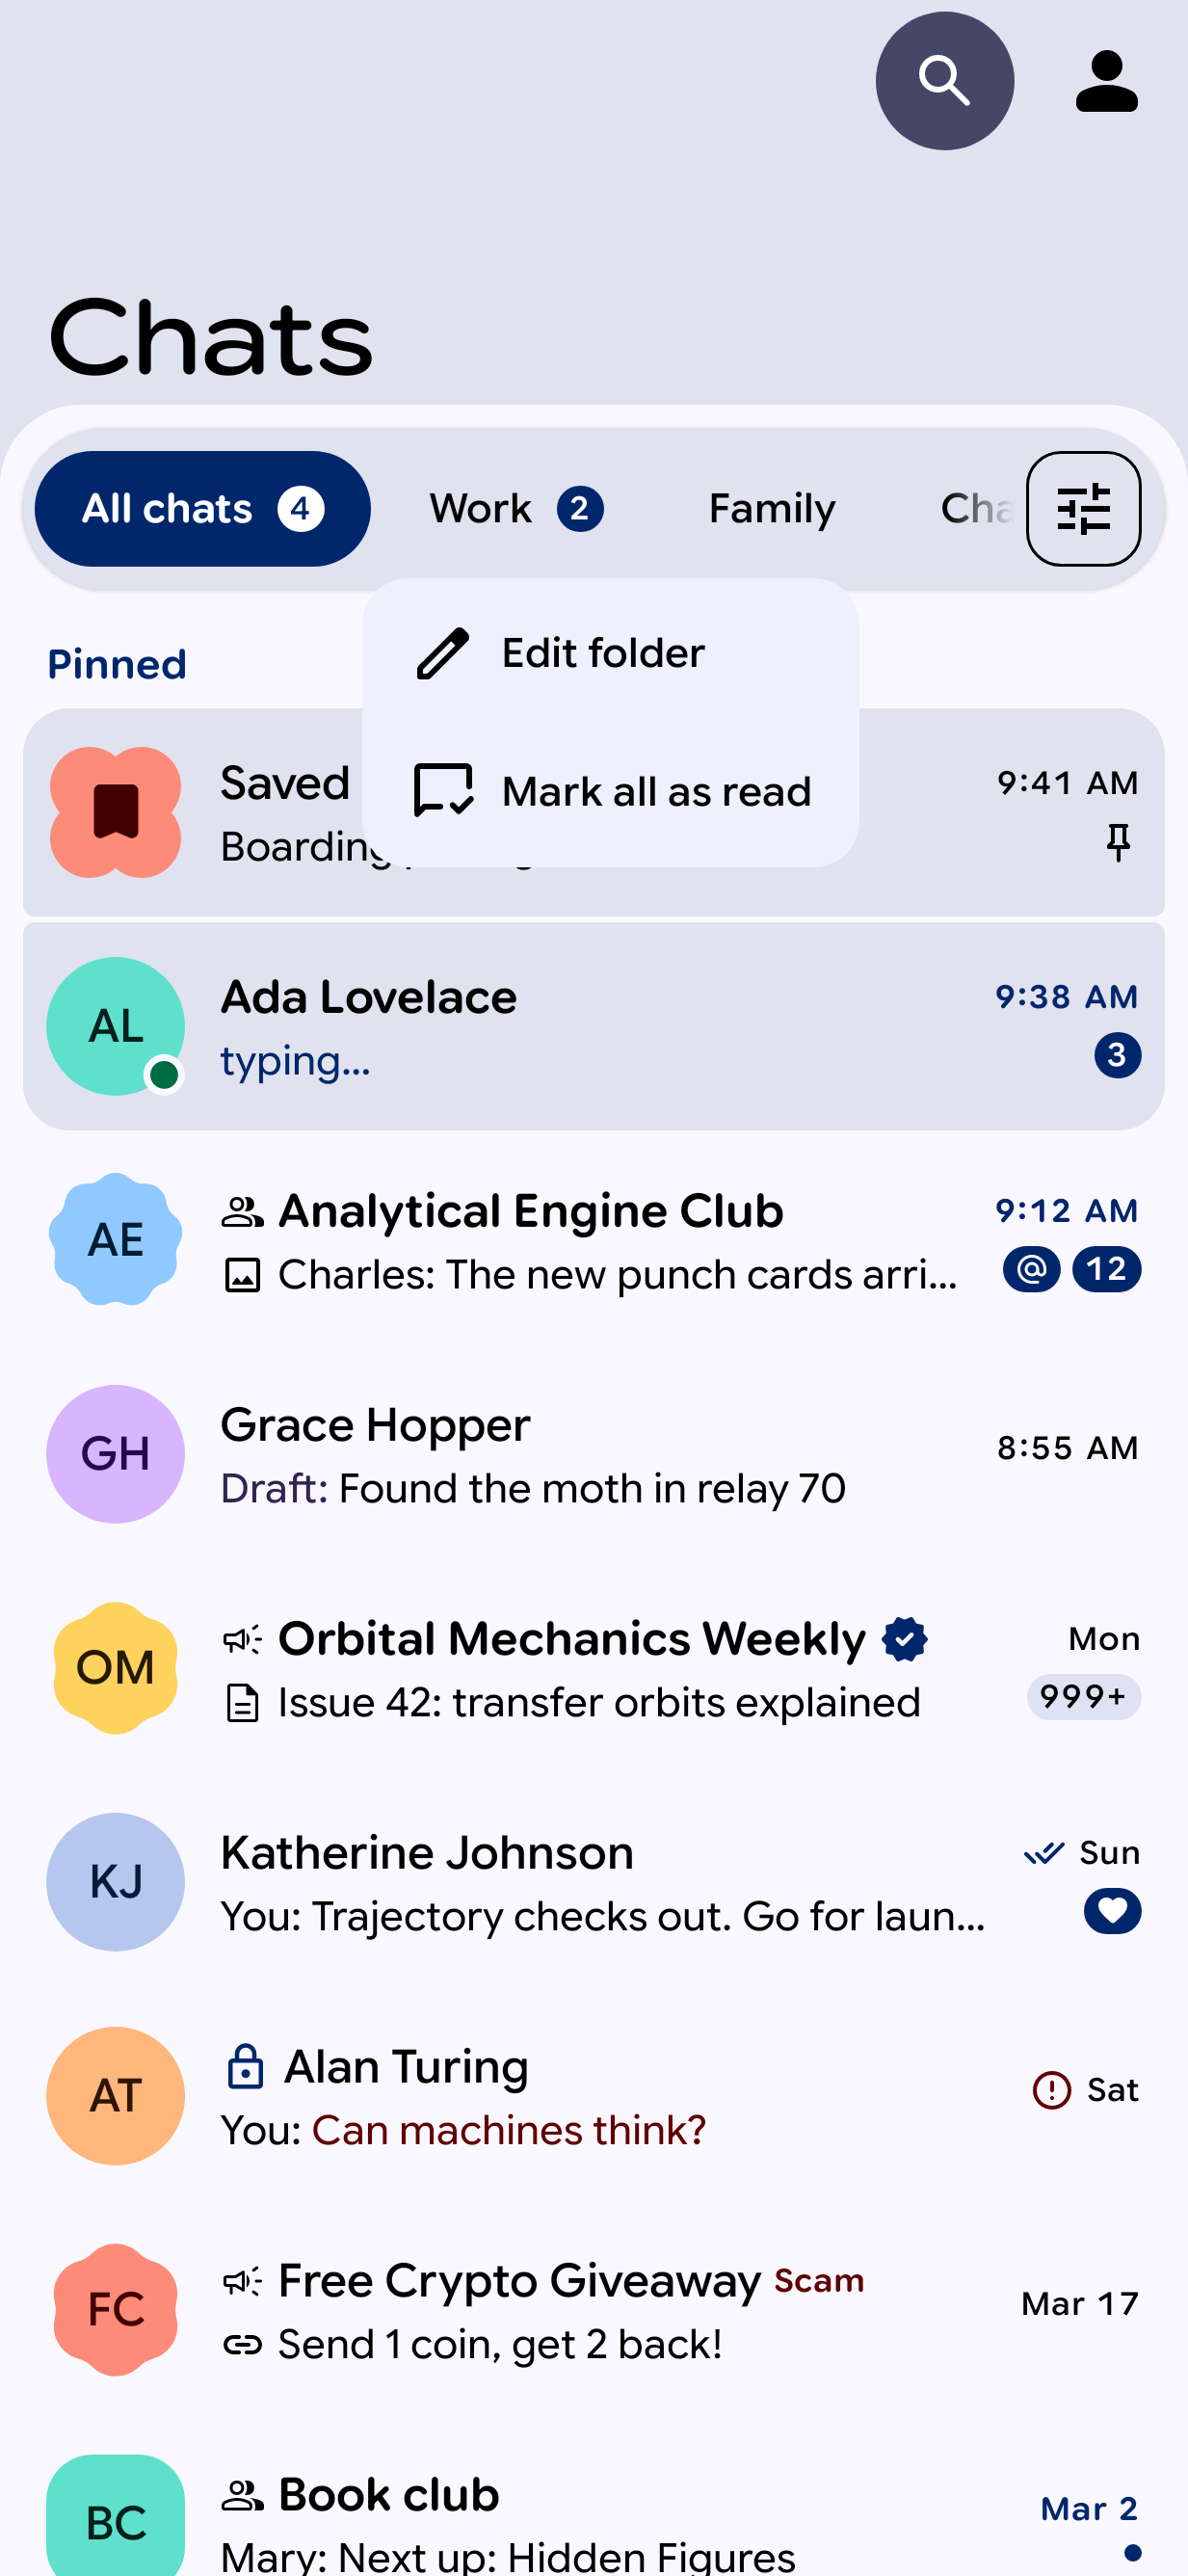 Chats
All chats 4
Work 2
Family
Cha
Edit folder
Mark all as read
Pinned
Saved
9:41 AM
Boarding
AL
Ada Lovelace
9:38 AM
typing...
3
AE
Analytical Engine Club
9:12 AM
Charles: The new punch cards arri...
@ 12
GH
Grace Hopper
8:55 AM
Draft: Found the moth in relay 70
OM
Orbital Mechanics Weekly
Mon
Issue 42: transfer orbits explained
999+
KJ
Katherine Johnson
Sun
You: Trajectory checks out. Go for laun...
AT
Alan Turing
Sat
You: Can machines think?
FC
Free Crypto Giveaway Scam
Mar 17
Send 1 coin, get 2 back!
BC
Book club
Mar 2
Mary: Next up: Hidden Figures